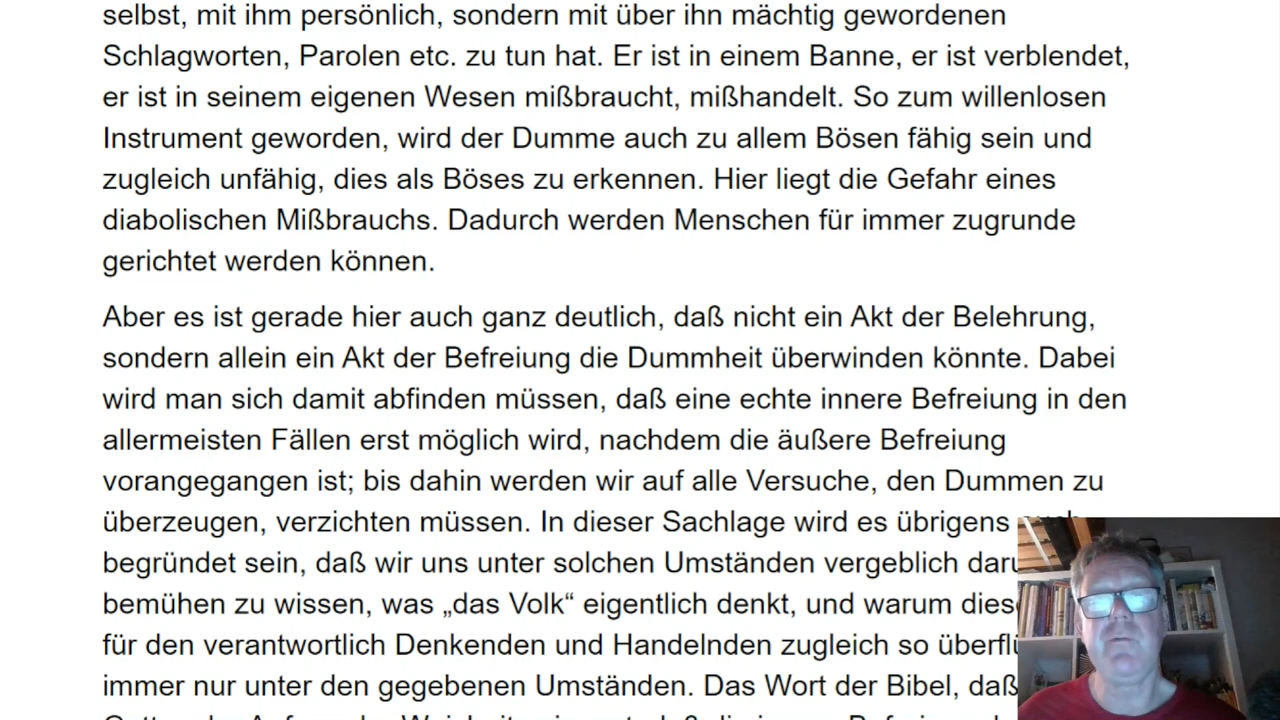 selbst, mit ihm persönlich, sondern mit über ihn mächtig gewordenen
Schlagworten, Parolen etc. zu tun hat. Er ist in einem Banne, er ist verblendet,
er ist in seinem eigenen Wesen mißbraucht, mißhandelt. So zum willenlosen
Instrument geworden, wird der Dumme auch zu allem Bösen fähig sein und
zugleich unfähig, dies als Böses zu erkennen. Hier liegt die Gefahr eines
diabolischen Mißbrauchs. Dadurch werden Menschen für immer zugrunde
gerichtet werden können.
Aber es ist gerade hier auch ganz deutlich, daß nicht ein Akt der Belehrung,
sondern allein ein Akt der Befreiung die Dummheit überwinden könnte. Dabei
wird man sich damit abfinden müssen, daß eine echte innere Befreiung in den
allermeisten Fällen erst möglich wird, nachdem die äußere Befreiung
vorangegangen ist; bis dahin werden wir auf alle Versuche, den Dummen zu
überzeugen, verzichten müssen. In dieser Sachlage wird es übrigens
begründet sein, daß wir uns unter solchen Umständen vergeblich
bemühen zu wissen, was „das Volk“ eigentlich denkt, und warum
für den verantwortlich Denkenden und Handelnden zugleich so
immer nur unter den gegebenen Umständen. Das Wort der Bibel, daß